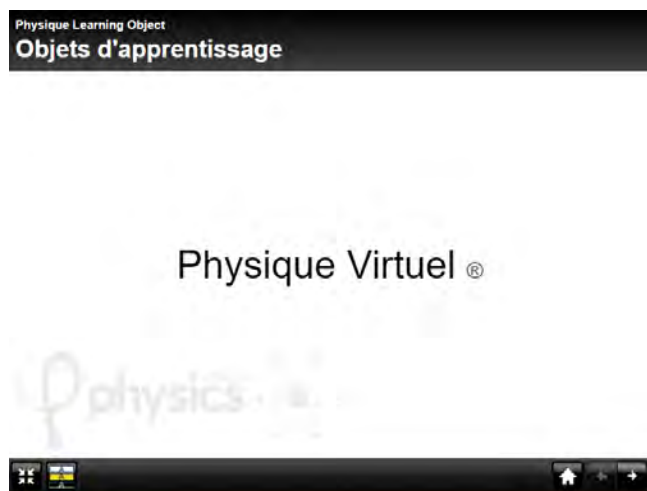 Physique Learning Object
Objets d'apprentissage
Physique Virtuel ®
physics